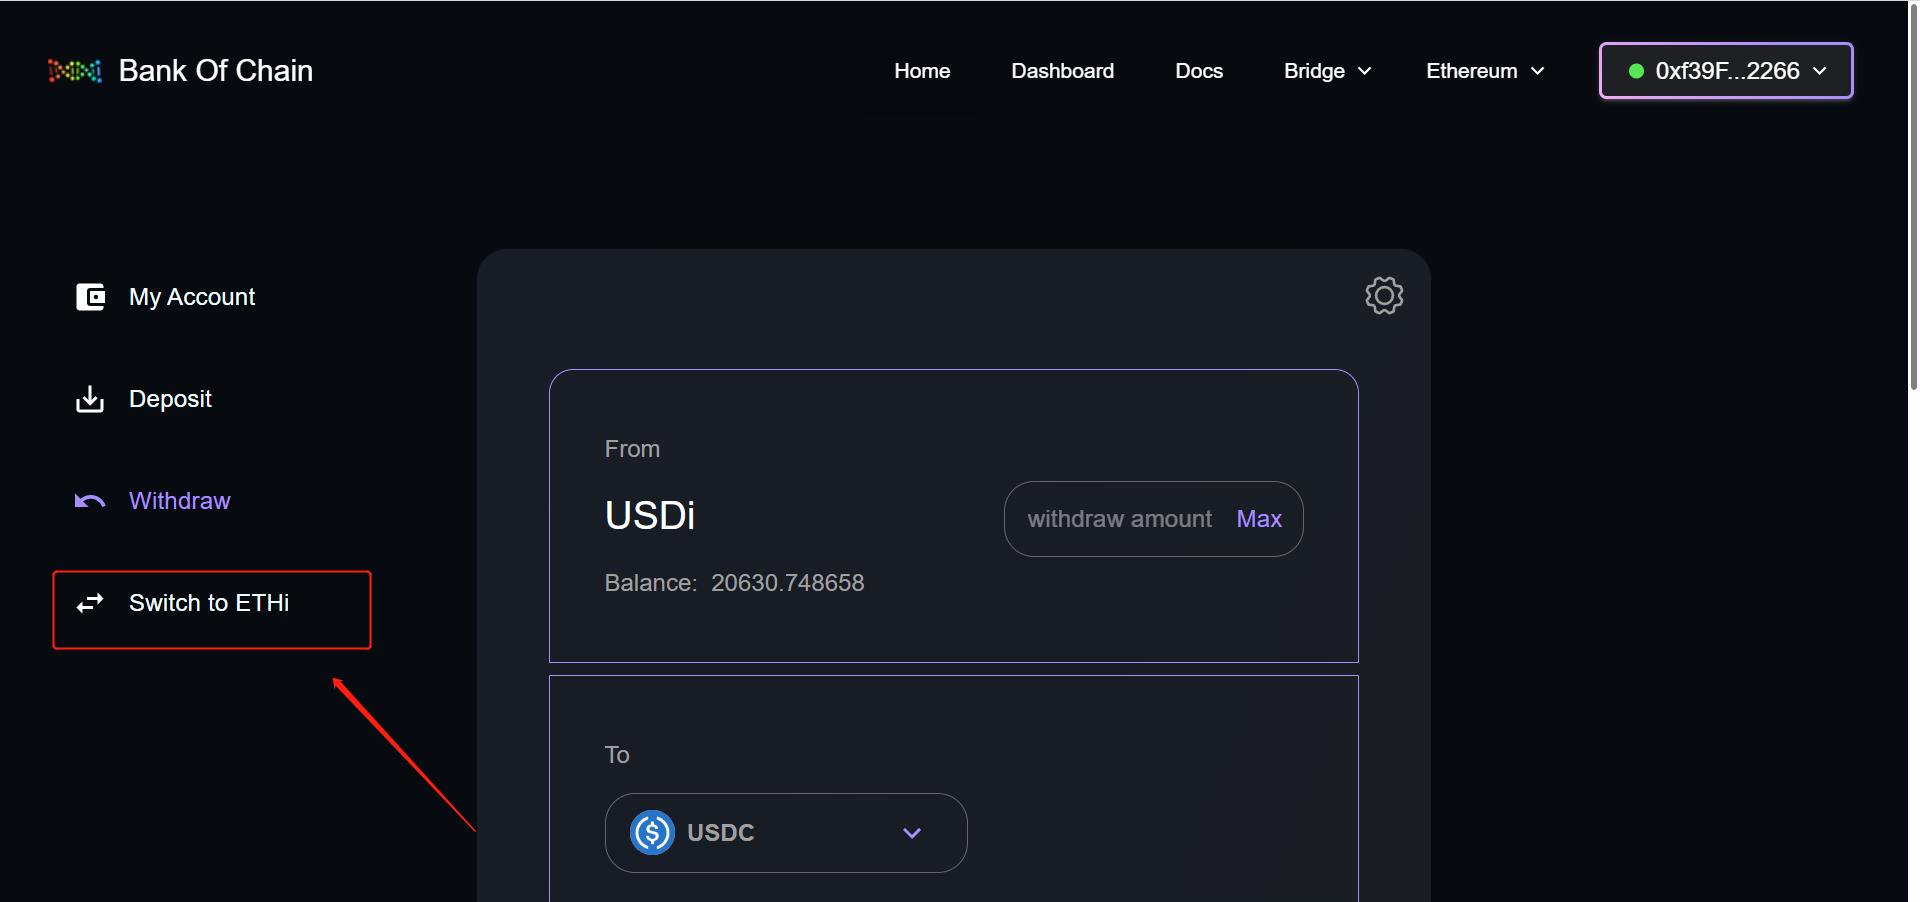 Bank Of Chain
Home
Dashboard
Docs
Bridge
Ethereum
0xf39F...2266
My Account
Deposit
Withdraw
Switch to ETHi
From
USDi
withdraw amount Max
Balance: 20630.748658
To
USDC